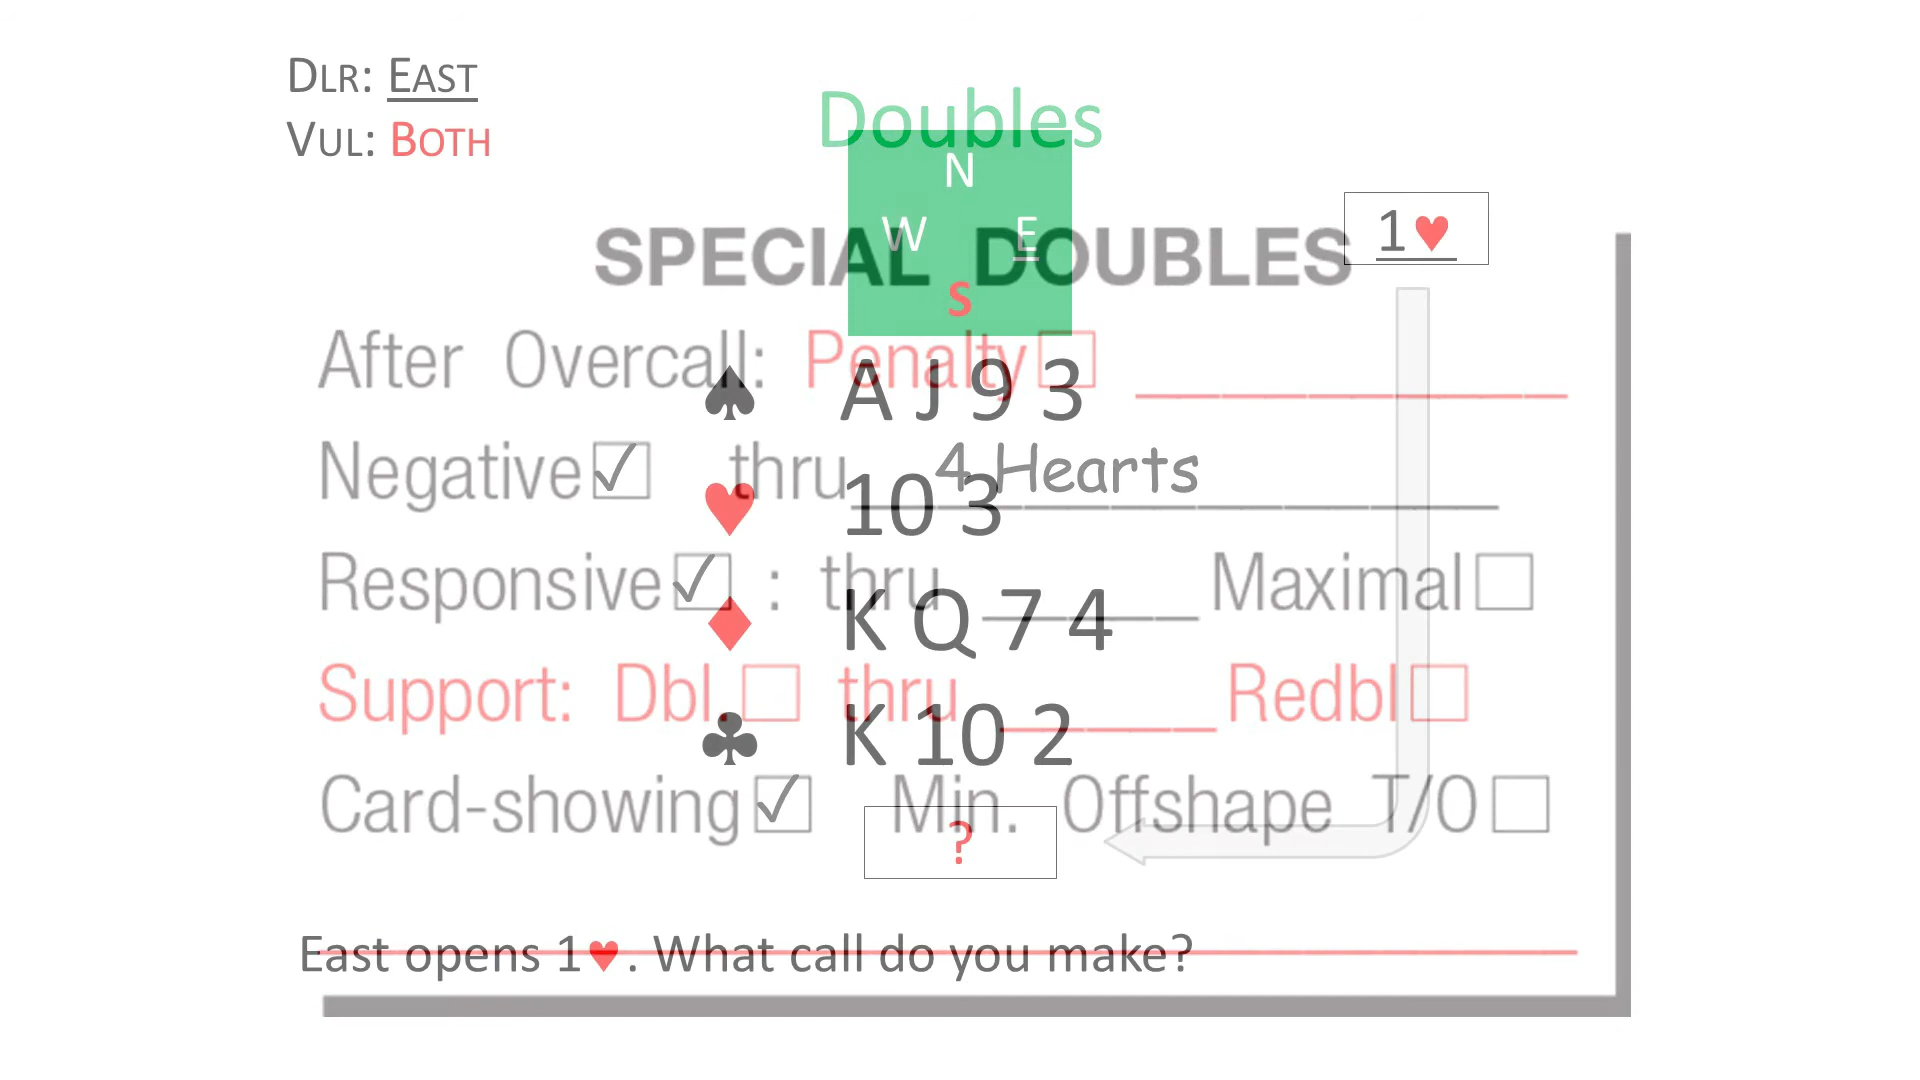 DLR: EAST
VUL: BOTH
Doubles
N
W E
S
1♥
SPECIAL DOUBLES
After Overcall: Penalty
♠ A J 9 3
Negative ✓ thru 4 Hearts
♥ 10 3
Responsive ✓ : thru Maximal
♦ K Q 7 4
Support: Dbl. thru Redbl
♣ K 10 2
Card-showing ✓ Min. Offshape T/O
?
East opens 1♥. What call do you make?